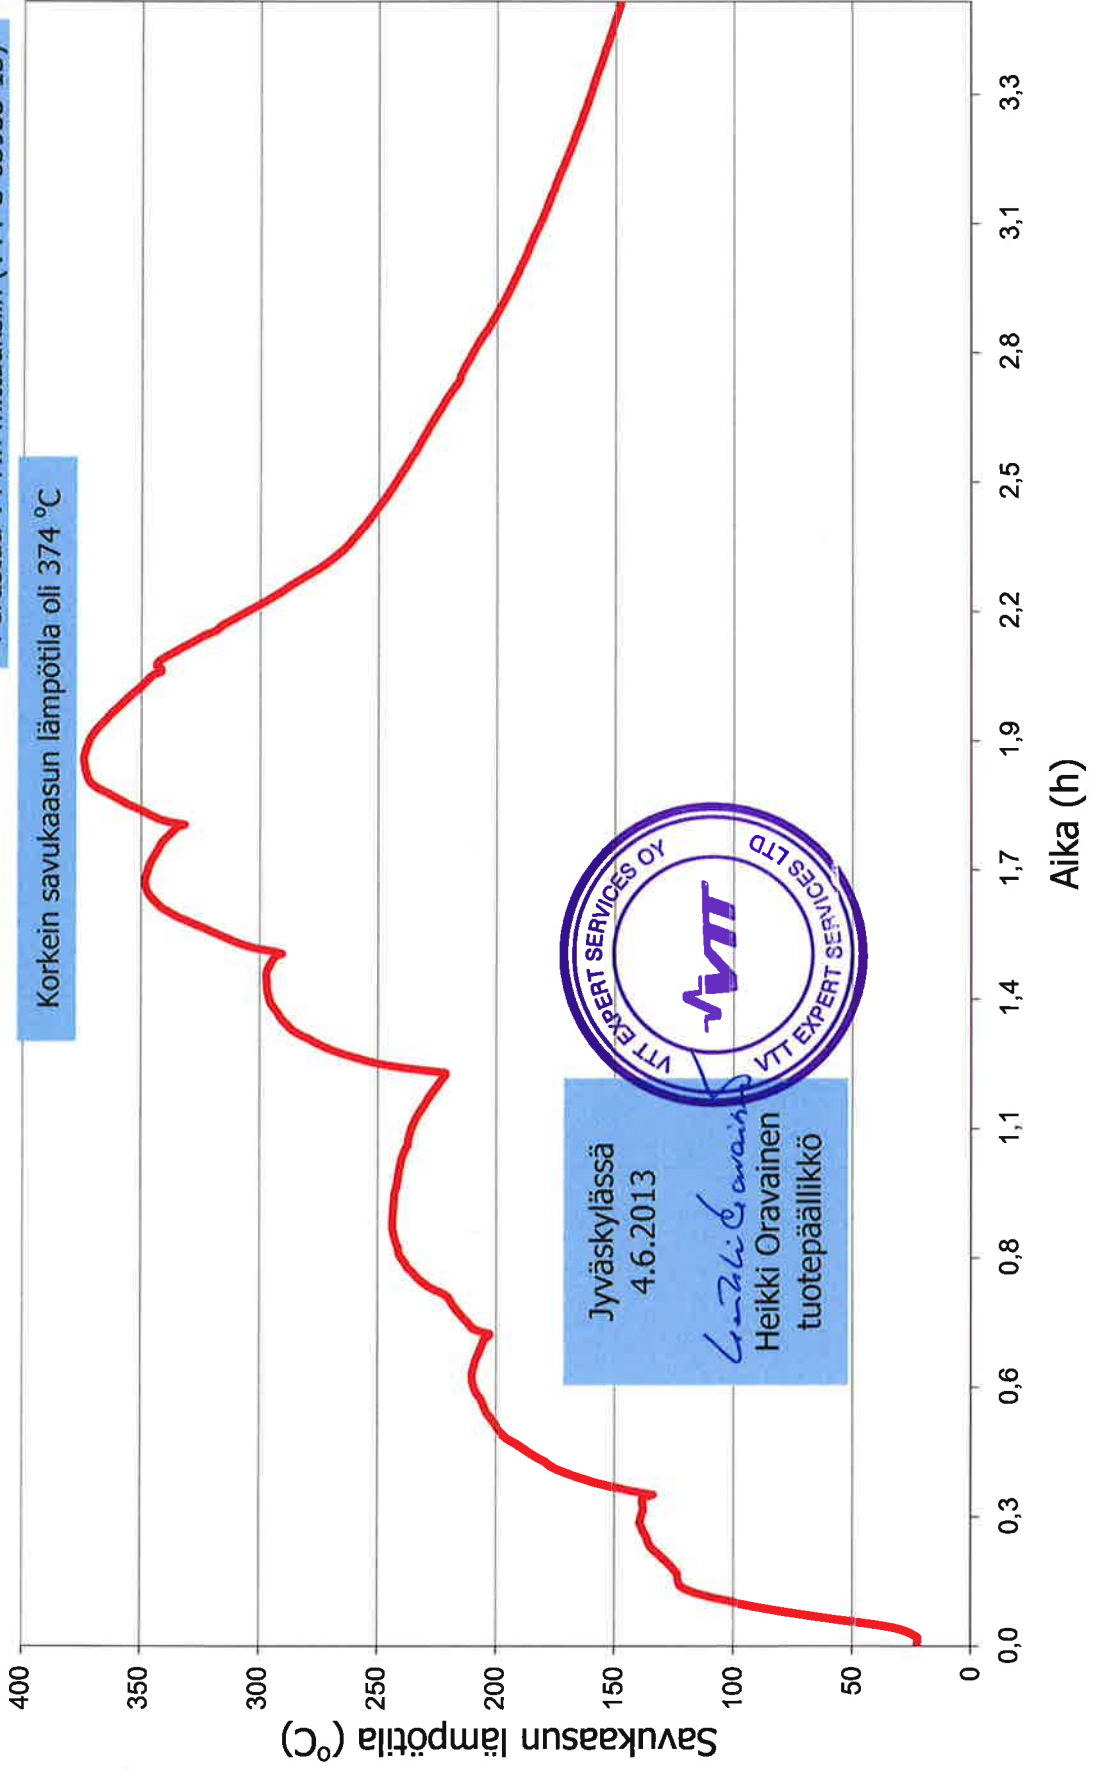 Korkein savukaasun lämpötila oli 374 °C
Savukaasun lämpötila (°C)
400
350
300
250
200
150
100
50
0
Jyväskylässä
4.6.2013
Heikki Oravainen
tuotepäällikkö
VTT EXPERT SERVICES OY
VTT
VTT EXPERT SERVICES LTD
0,0
0,3
0,6
0,8
1,1
1,4
1,7
1,9
2,2
2,5
2,8
3,1
3,3
Aika (h)